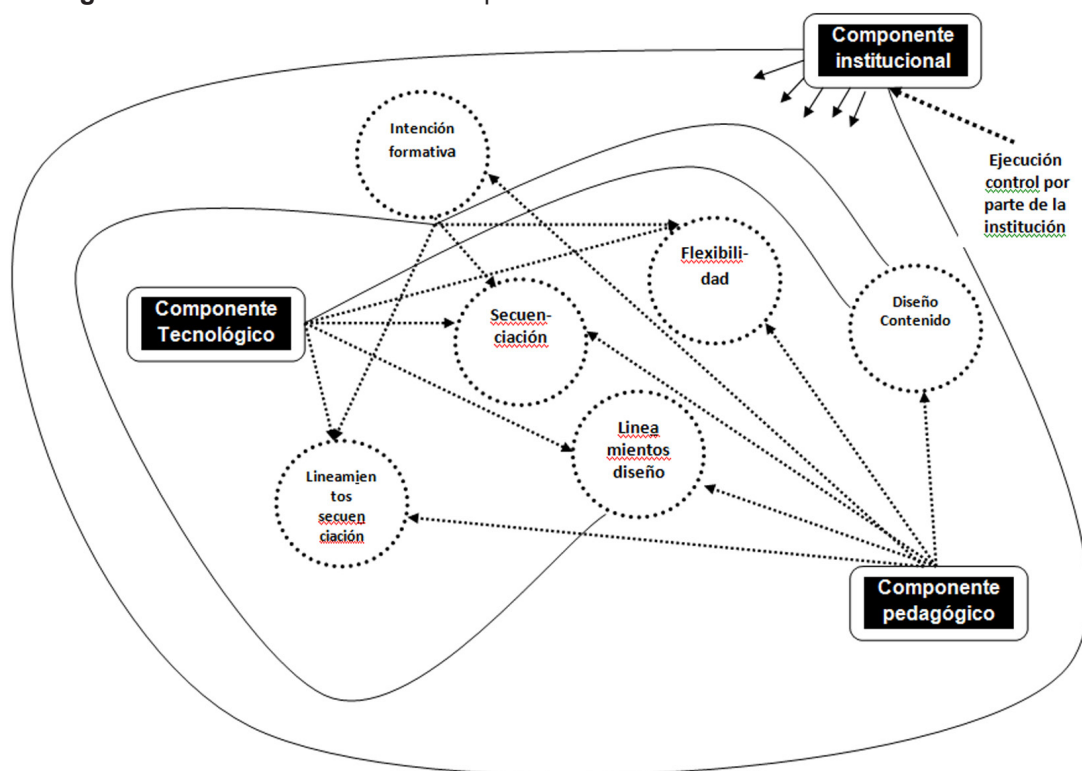 Componente
institucional
Intención
formativa
Ejecución
control por
parte de la
institución
Flexibili-
dad
Diseño
Contenido
Componente
Tecnológico
Secuen-
ciación
Linea
mientos
diseño
Lineamien
tos
secuen
ciación
Componente
pedagógico